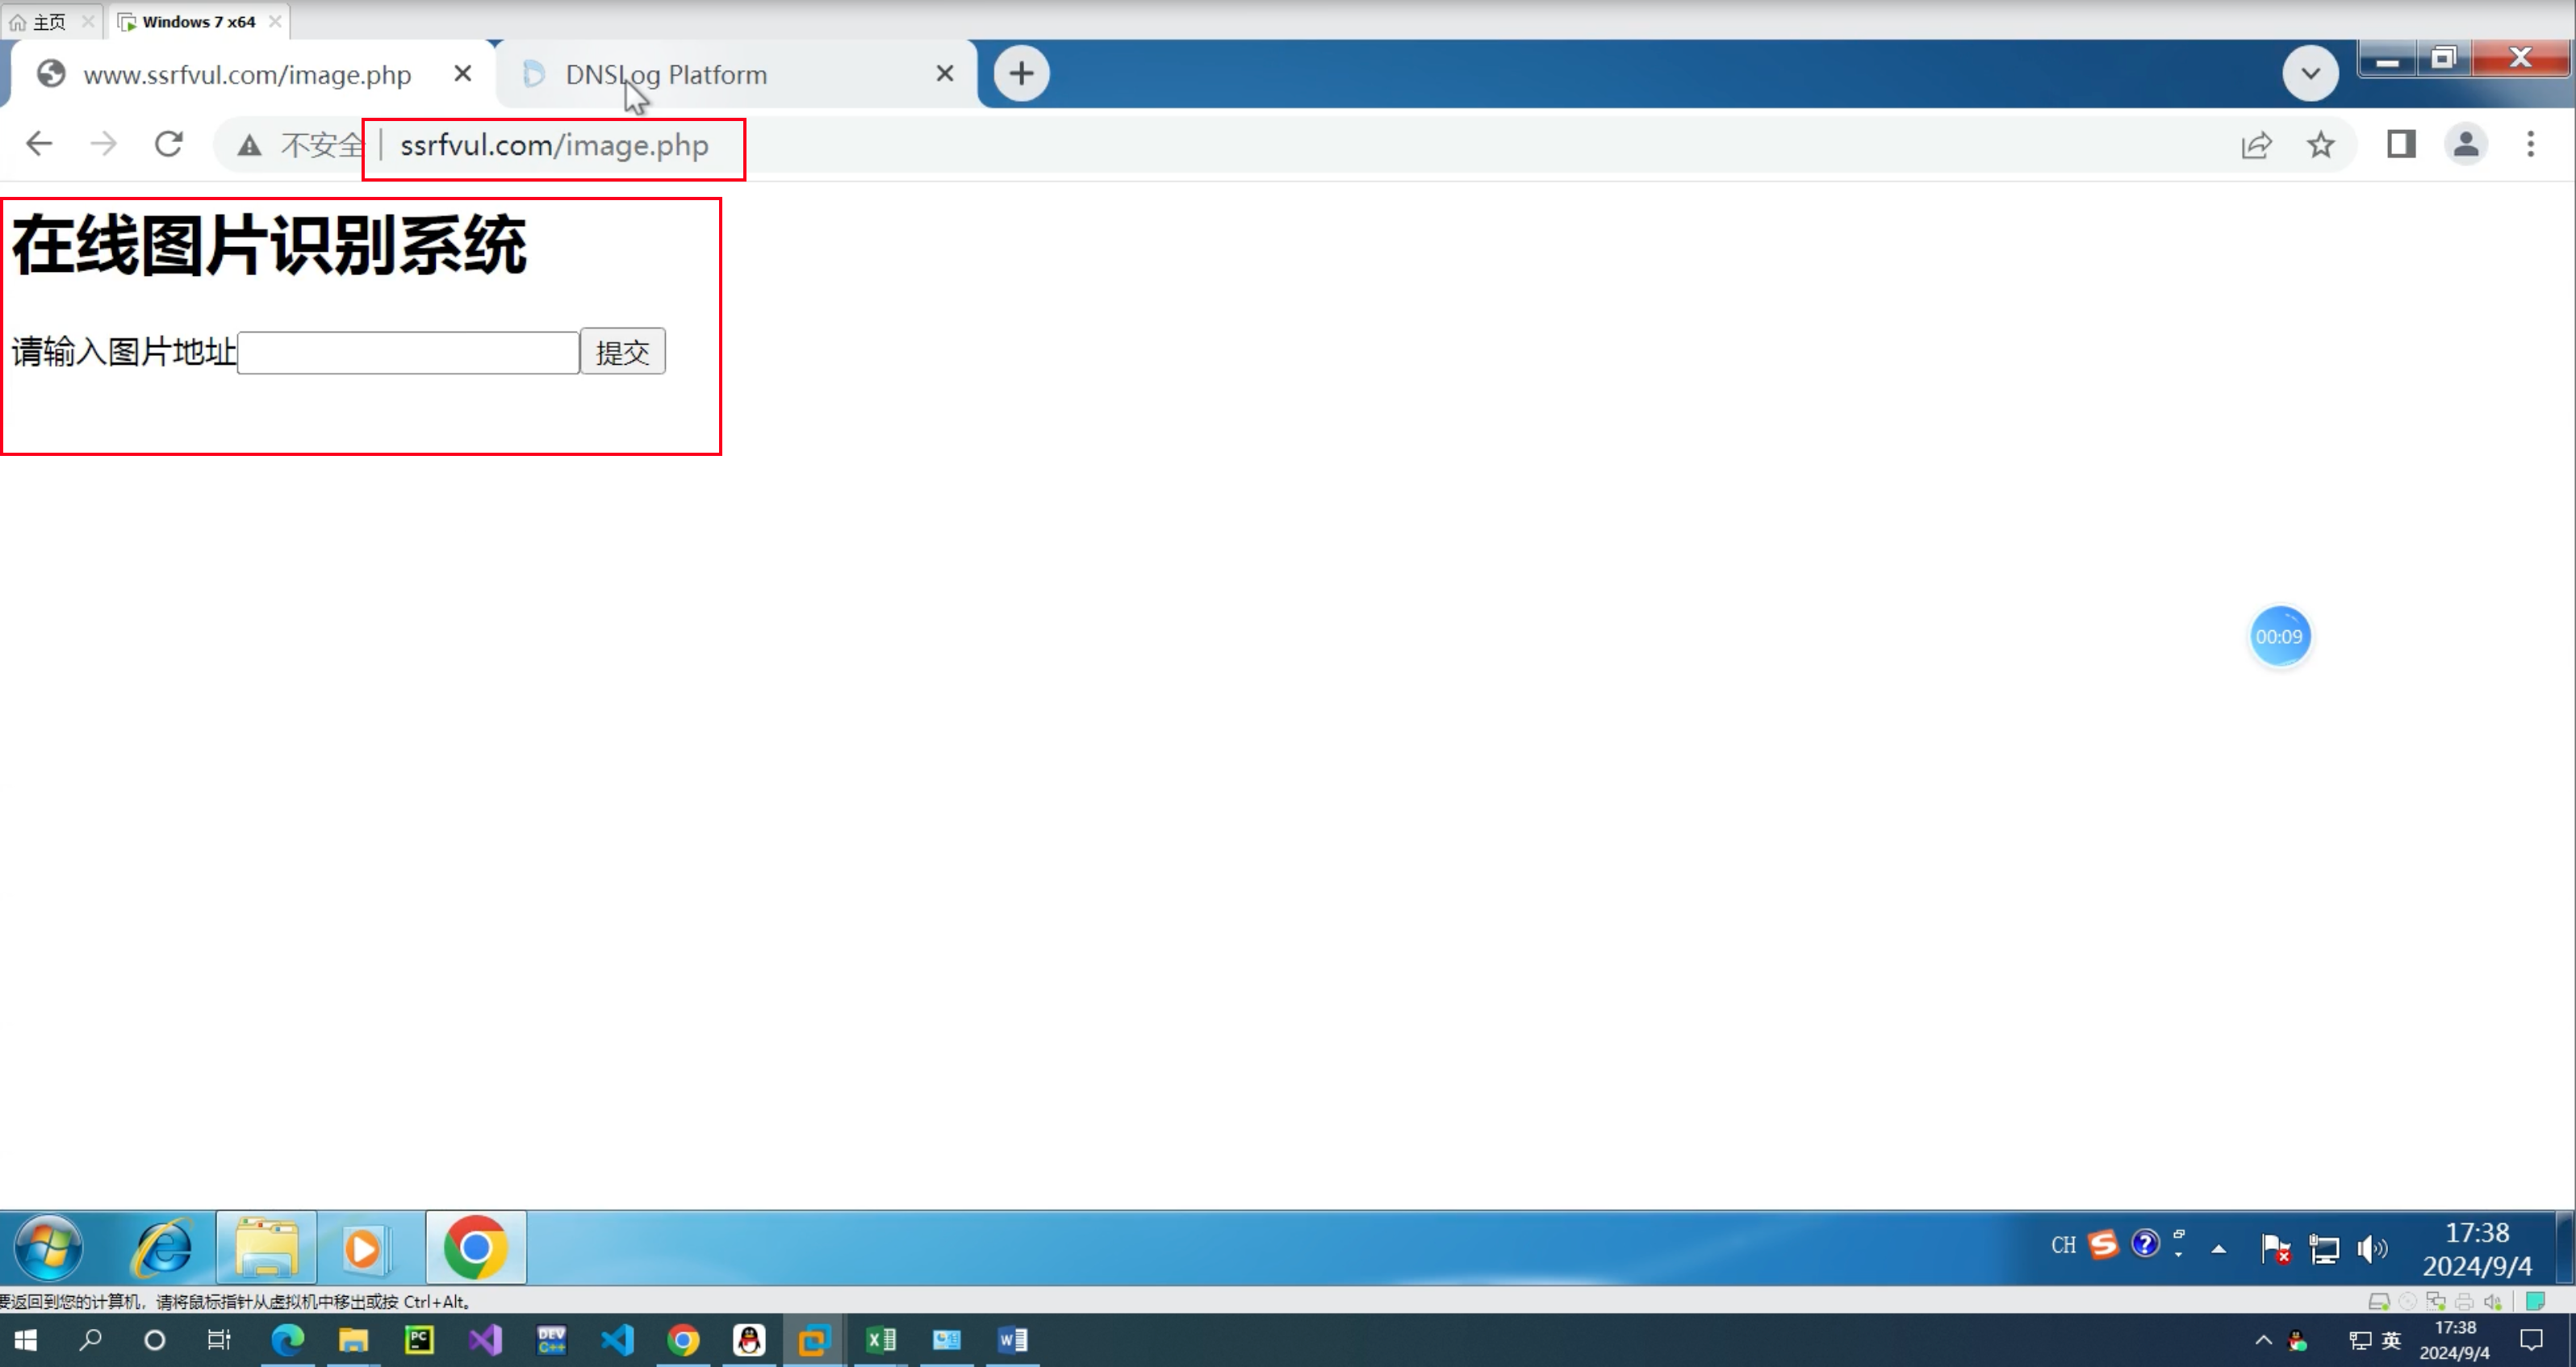 主页
Windows 7 x64
www.ssrfvul.com/image.php
DNSLog Platform
不安全 | ssrfvul.com/image.php
在线图片识别系统
请输入图片地址 提交
00:09
CH
17:38
2024/9/4
要返回到您的计算机，请将鼠标指针从虚拟机中移出或按 Ctrl+Alt。
PC
DEV
C++
英
17:38
2024/9/4